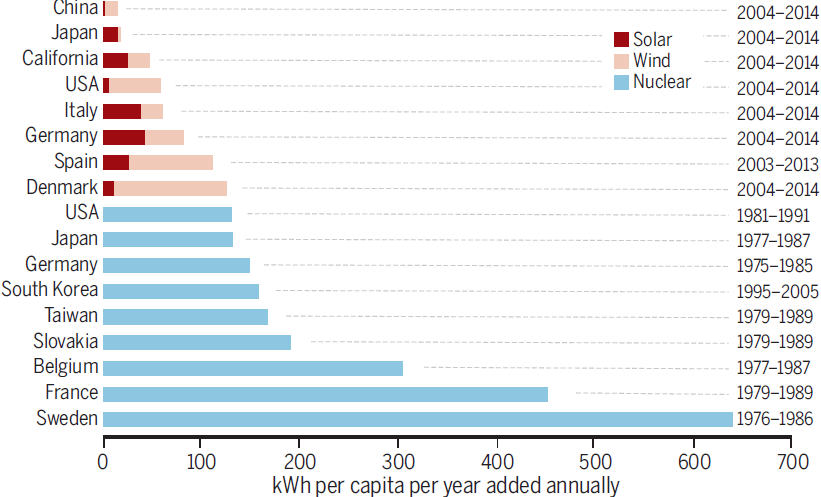 China 2004–2014
Japan 2004–2014
Solar
California 2004–2014
Wind
USA 2004–2014
Nuclear
Italy 2004–2014
Germany 2004–2014
Spain 2003–2013
Denmark 2004–2014
USA 1981–1991
Japan 1977–1987
Germany 1975–1985
South Korea 1995–2005
Taiwan 1979–1989
Slovakia 1979–1989
Belgium 1977–1987
France 1979–1989
Sweden 1976–1986
0 100 200 300 400 500 600 700
kWh per capita per year added annually